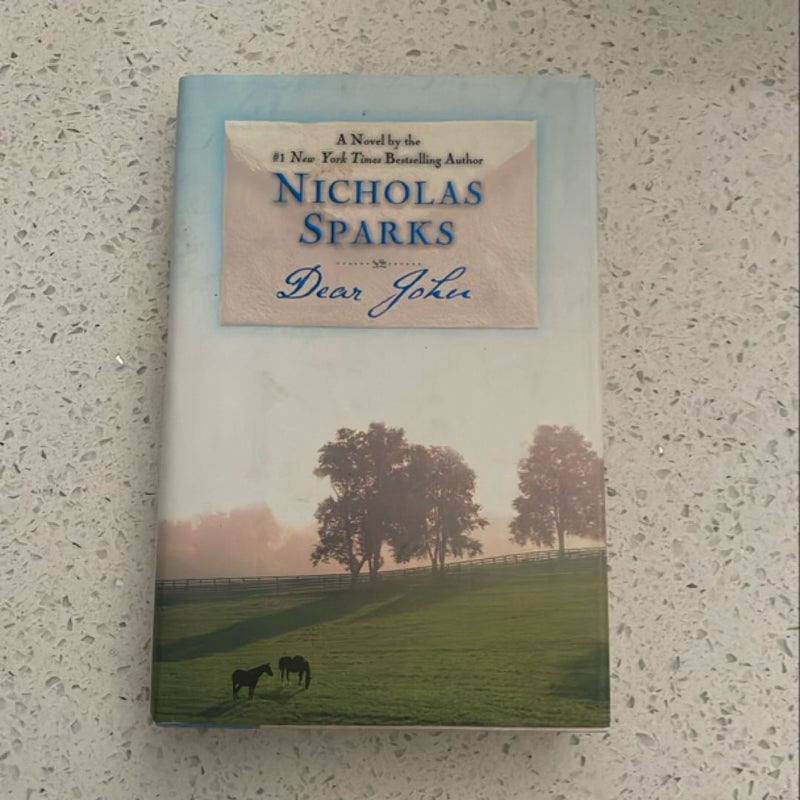 A Novel by the
#1 New York Times Bestselling Author
NICHOLAS
SPARKS
Dear John